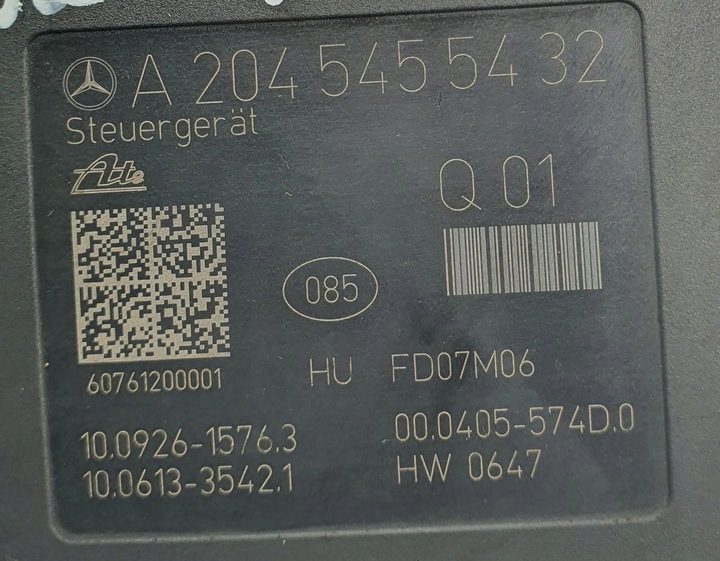 A 204 545 54 32
Steuergerät
Ate
Q 01
085
60761200001
HU FD07M06
10.0926-1576.3
00.0405-574D.0
10.0613-3542.1
HW 0647